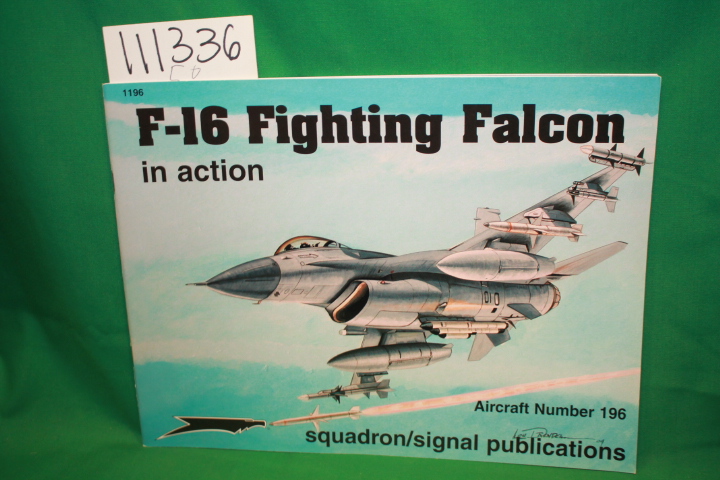 111336
1196
F-16 Fighting Falcon
in action
Aircraft Number 196
squadron/signal publications